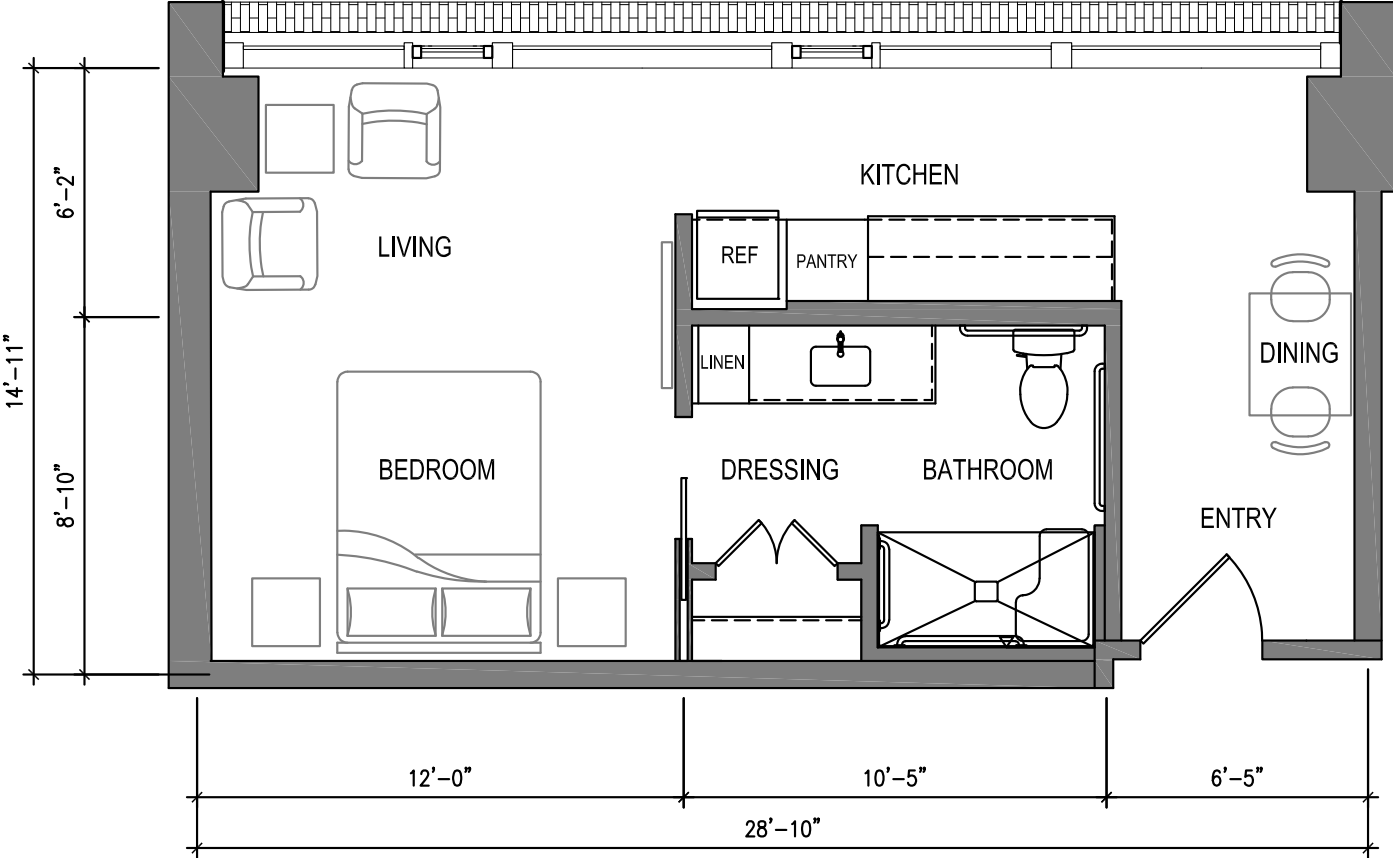 KITCHEN
6'-2"
LIVING
REF
PANTRY
14'-11"
LINEN
DINING
8'-10"
BEDROOM
DRESSING
BATHROOM
ENTRY
12'-0"
10'-5"
6'-5"
28'-10"